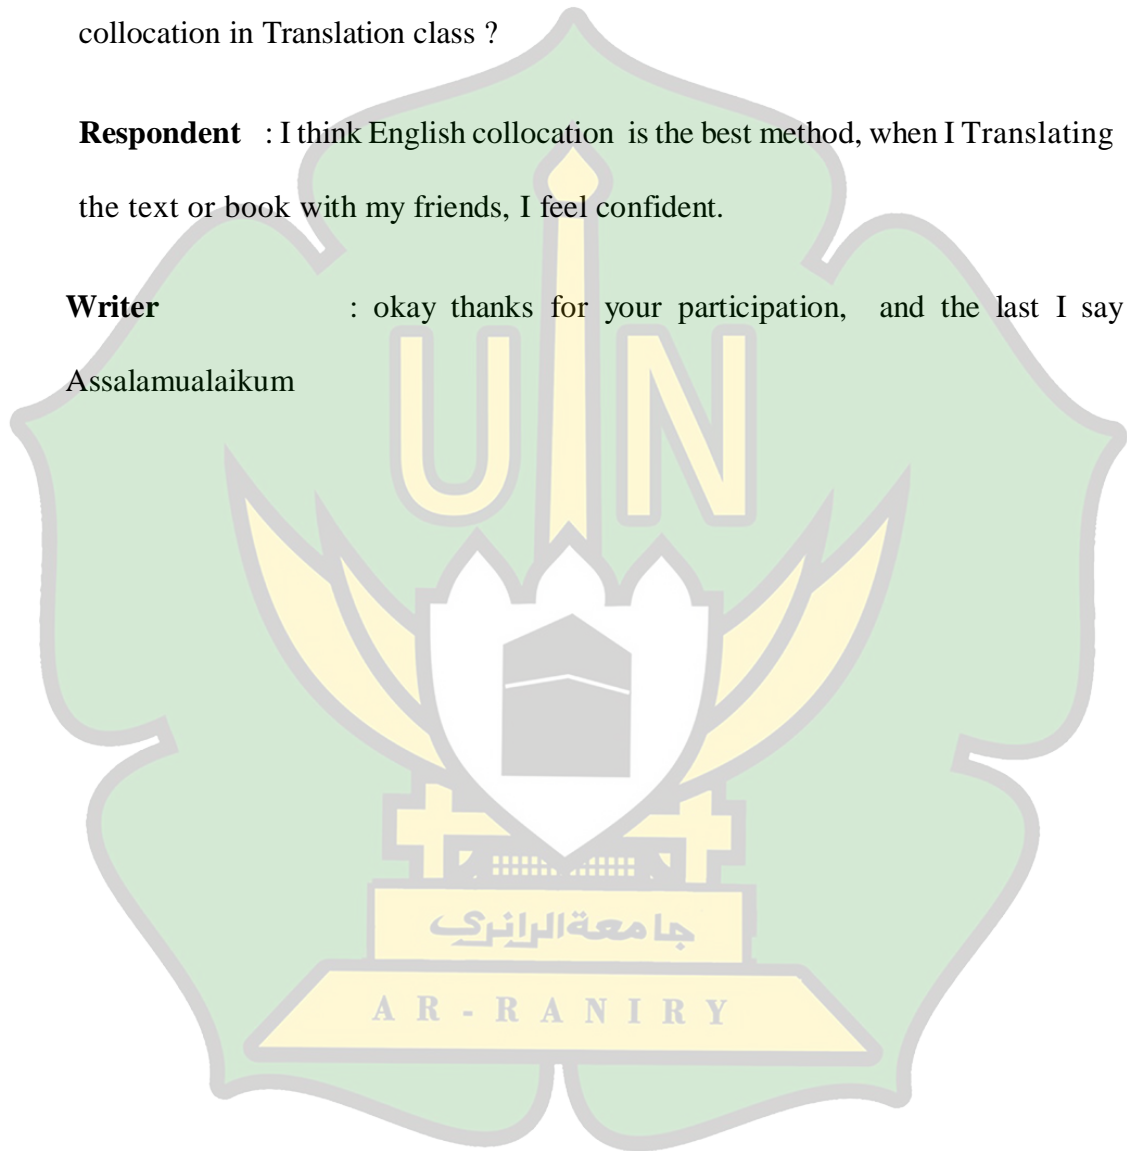 collocation in Translation class ?
Respondent : I think English collocation is the best method, when I Translating
the text or book with my friends, I feel confident.
Writer : okay thanks for your participation, and the last I say
Assalamualaikum
UIN
جامعة الرانري
AR-RANIRY